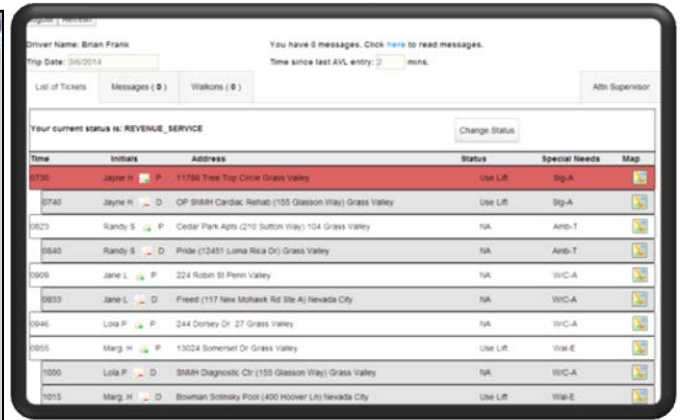 Logout | Refresh
Driver Name: Brian Frank You have 0 messages. Click here to read messages.
Trip Date: 3/6/2014 Time since last AVL entry: 2 mins.
List of Tickets Messages ( 0 ) Walkons ( 0 ) Attn Supervisor
Your current status is: REVENUE_SERVICE Change Status
Time Initials Address Status Special Needs Map
0730 Jayne H P 11786 Tree Top Circle Grass Valley Use Lift Sig-A
0740 Jayne H D OP SNMH Cardiac Rehab (155 Glasson Way) Grass Valley Use Lift Sig-A
0823 Randy S P Cedar Park Apts (210 Sutton Way) 104 Grass Valley NA Amb-T
0840 Randy S D Pride (12451 Loma Rica Dr) Grass Valley NA Amb-T
0909 Jane L P 224 Robin St Penn Valley NA W/C-A
0933 Jane L D Freed (117 New Mohawk Rd Ste A) Nevada City NA W/C-A
0946 Lola P P 244 Dorsey Dr 27 Grass Valley NA W/C-A
0955 Marg H P 13024 Somerset Dr Grass Valley Use Lift Wal-E
1000 Lola P D SNMH Diagnostic Ctr (155 Glasson Way) Grass Valley NA W/C-A
1015 Marg H D Bowman Solinsky Pool (400 Hoover Ln) Nevada City Use Lift Wal-E